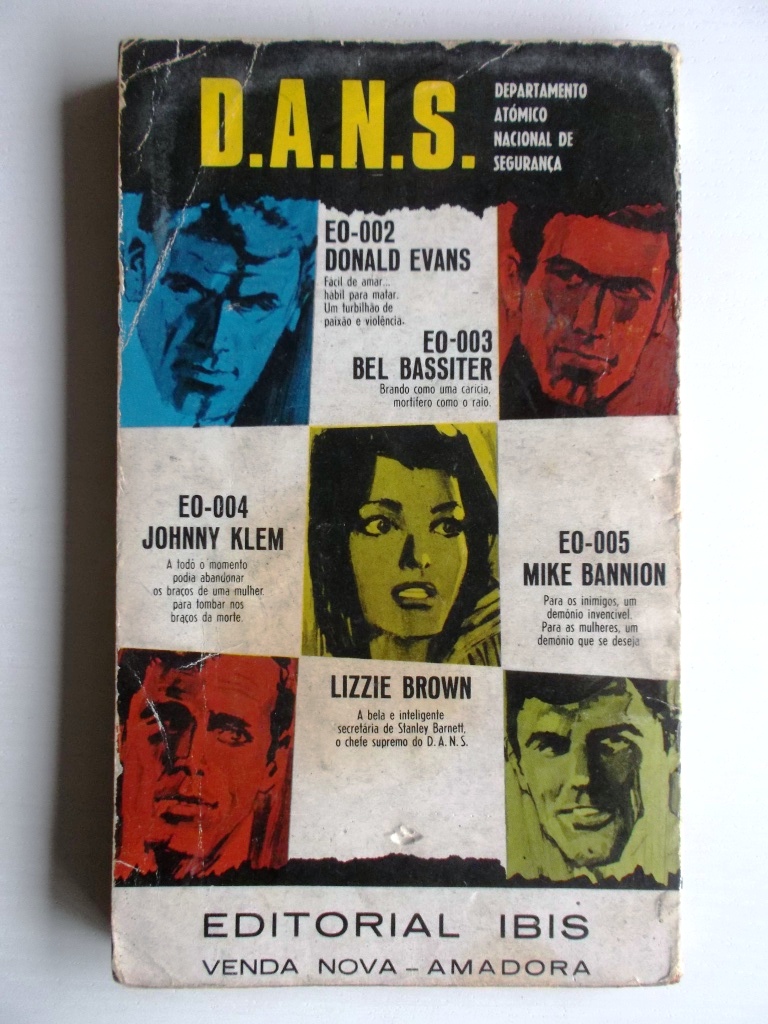 D.A.N.S.
DEPARTAMENTO
ATÓMICO
NACIONAL DE
SEGURANÇA
EO-002
DONALD EVANS
Fácil de amar...
hábil para matar.
Um turbilhão de
paixão e violência.
EO-003
BEL BASSITER
Brando como uma carícia,
mortífero como o raio.
EO-004
JOHNNY KLEM
A todo o momento
podia abandonar
os braços de uma mulher,
para tombar nos
braços da morte.
EO-005
MIKE BANNION
Para os inimigos, um
demónio invencível.
Para as mulheres, um
demónio que se deseja
LIZZIE BROWN
A bela e inteligente
secretária de Stanley Barnett,
o chefe supremo do D.A.N.S.
EDITORIAL IBIS
VENDA NOVA – AMADORA